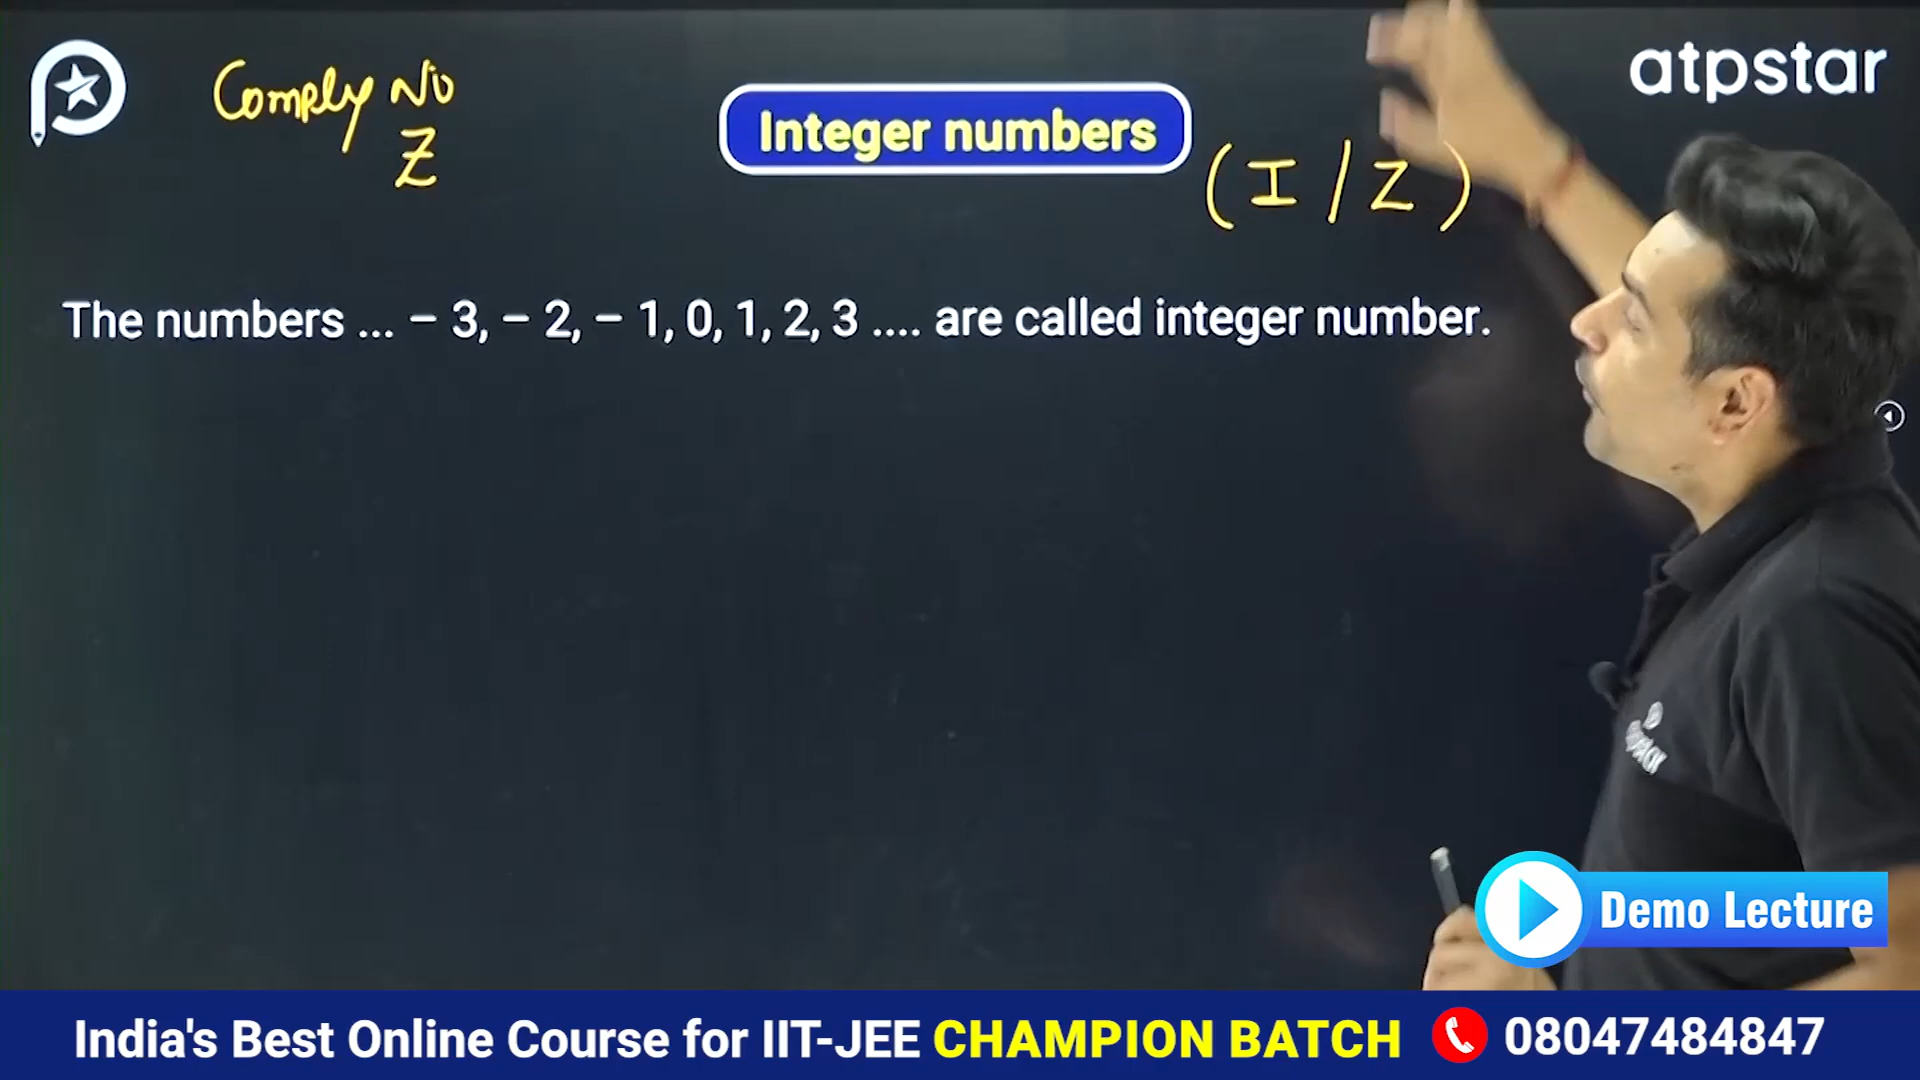 Comply No
Z
Integer numbers
(I/Z)
atpstar
The numbers ... – 3, – 2, – 1, 0, 1, 2, 3 .... are called integer number.
Demo Lecture
India's Best Online Course for IIT-JEE CHAMPION BATCH 08047484847